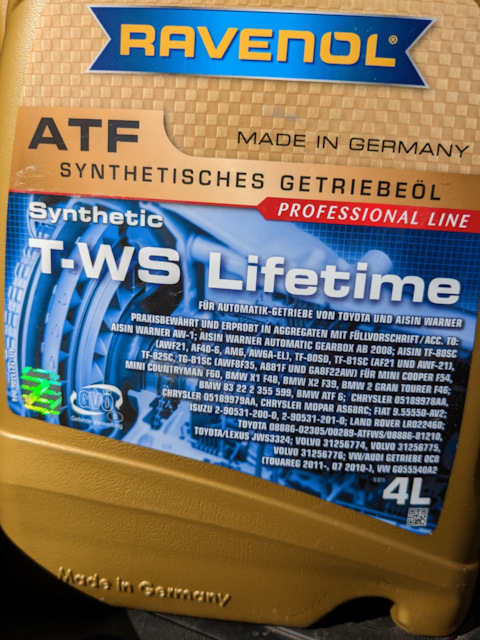 RAVENOL®
ATF
MADE IN GERMANY
SYNTHETISCHES GETRIEBEÖL
PROFESSIONAL LINE
Synthetic
T-WS Lifetime
FÜR AUTOMATIK-GETRIEBE VON TOYOTA UND AISIN WARNER
PRAXISBEWÄHRT UND ERPROBT IN AGGREGATEN MIT FÜLLVORSCHRIFT/ACC. TO:
AISIN WARNER AW-1; AISIN WARNER AUTOMATIC GEARBOX AB 2008; AISIN TF-80SC
(AWF21, AF40-6, AM6, AW6A-EL), TF-80SD, TF-81SC (AF21 UND AWF-21),
TF-82SC, TG-81SC (AWF8F35, A881F UND GA8F22AW) FÜR MINI COOPER F54,
MINI COUNTRYMAN F60, BMW X1 F48, BMW X2 F39, BMW 2 GRAN TOURER F46;
BMW 83 22 2 355 599, BMW ATF 6; CHRYSLER 05189978AA,
CHRYSLER 05189979AA, CHRYSLER MOPAR AS68RC; FIAT 9.55550-AV2;
ISUZU 2-90531-200-0, 2-90531-201-0; LAND ROVER LR022460;
TOYOTA 08886-02305/00289-ATFWS/08886-81210,
TOYOTA/LEXUS JWS3324; VOLVO 31256774, VOLVO 31256775,
VOLVO 31256776; VW/AUDI GETRIEBE 0C8
(TOUAREG 2011-, Q7 2010-), VW G055540A2
GVÖ
Gebinde Verwertung
4L
Made in Germany